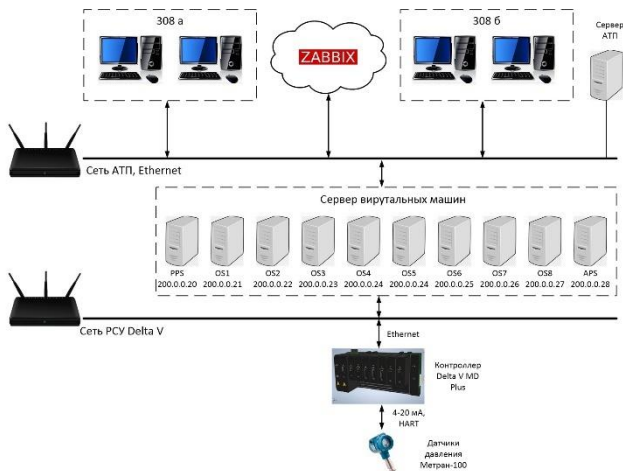 308 а
308 б
Сервер
АТП
ZABBIX
Сеть АТП, Ethernet
Сервер вирутальных машин
PPS OS1 OS2 OS3 OS4 OS5 OS6 OS7 OS8 APS
200.0.0.20 200.0.0.21 200.0.0.22 200.0.0.23 200.0.0.24 200.0.0.24 200.0.0.25 200.0.0.26 200.0.0.27 200.0.0.28
Сеть РСУ Delta V
Ethernet
Контроллер
Delta V MD
Plus
4-20 мА,
HART
Датчики
давления
Метран-100